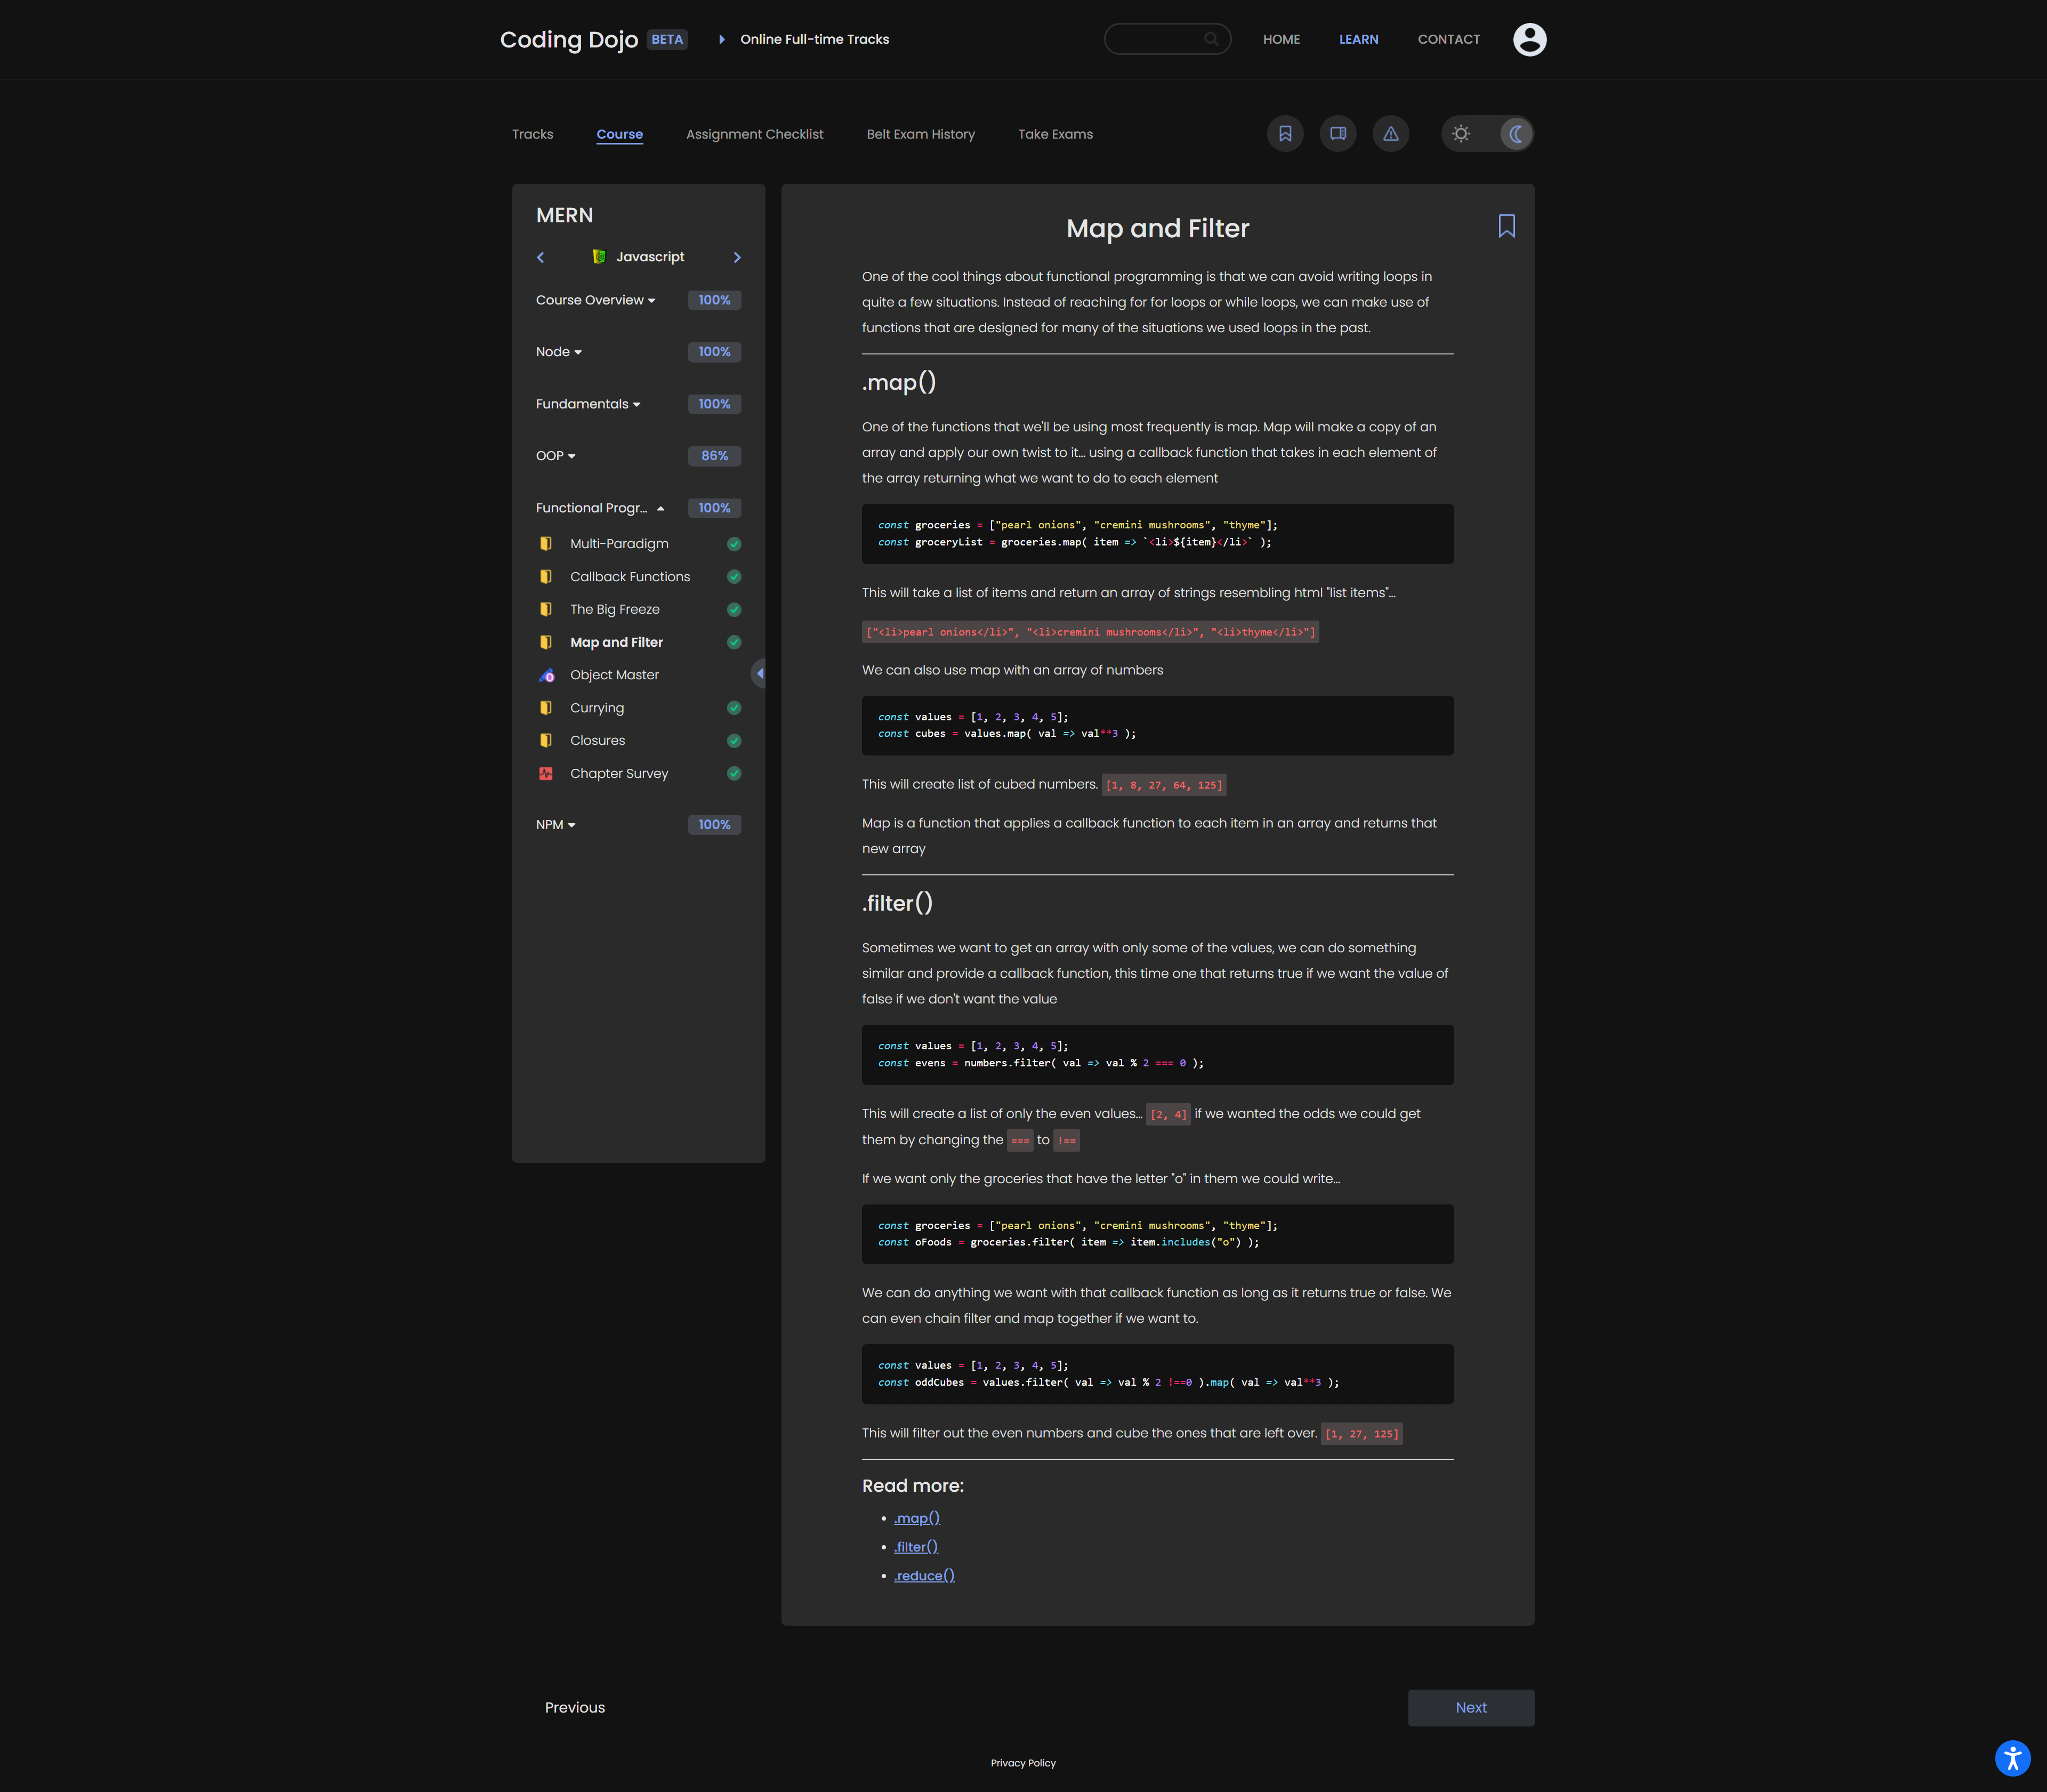 Coding Dojo BETA Online Full-time Tracks HOME LEARN CONTACT
Tracks Course Assignment Checklist Belt Exam History Take Exams
MERN
Javascript
Course Overview 100%
Node 100%
Fundamentals 100%
OOP 86%
Functional Progr... 100%
Multi-Paradigm
Callback Functions
The Big Freeze
Map and Filter
Object Master
Currying
Closures
Chapter Survey
NPM 100%
Map and Filter
One of the cool things about functional programming is that we can avoid writing loops in
quite a few situations. Instead of reaching for for loops or while loops, we can make use of
functions that are designed for many of the situations we used loops in the past.
.map()
One of the functions that we'll be using most frequently is map. Map will make a copy of an
array and apply our own twist to it... using a callback function that takes in each element of
the array returning what we want to do to each element
const groceries = ["pearl onions", "cremini mushrooms", "thyme"];
const groceryList = groceries.map( item => `<li>${item}</li>` );
This will take a list of items and return an array of strings resembling html "list items"...
["<li>pearl onions</li>", "<li>cremini mushrooms</li>", "<li>thyme</li>"]
We can also use map with an array of numbers
const values = [1, 2, 3, 4, 5];
const cubes = values.map( val => val**3 );
This will create list of cubed numbers. [1, 8, 27, 64, 125]
Map is a function that applies a callback function to each item in an array and returns that
new array
.filter()
Sometimes we want to get an array with only some of the values, we can do something
similar and provide a callback function, this time one that returns true if we want the value of
false if we don't want the value
const values = [1, 2, 3, 4, 5];
const evens = numbers.filter( val => val % 2 === 0 );
This will create a list of only the even values... [2, 4] if we wanted the odds we could get
them by changing the === to !==
If we want only the groceries that have the letter "o" in them we could write...
const groceries = ["pearl onions", "cremini mushrooms", "thyme"];
const oFoods = groceries.filter( item => item.includes("o") );
We can do anything we want with that callback function as long as it returns true or false. We
can even chain filter and map together if we want to.
const values = [1, 2, 3, 4, 5];
const oddCubes = values.filter( val => val % 2 !==0 ).map( val => val**3 );
This will filter out the even numbers and cube the ones that are left over. [1, 27, 125]
Read more:
.map()
.filter()
.reduce()
Previous Next
Privacy Policy